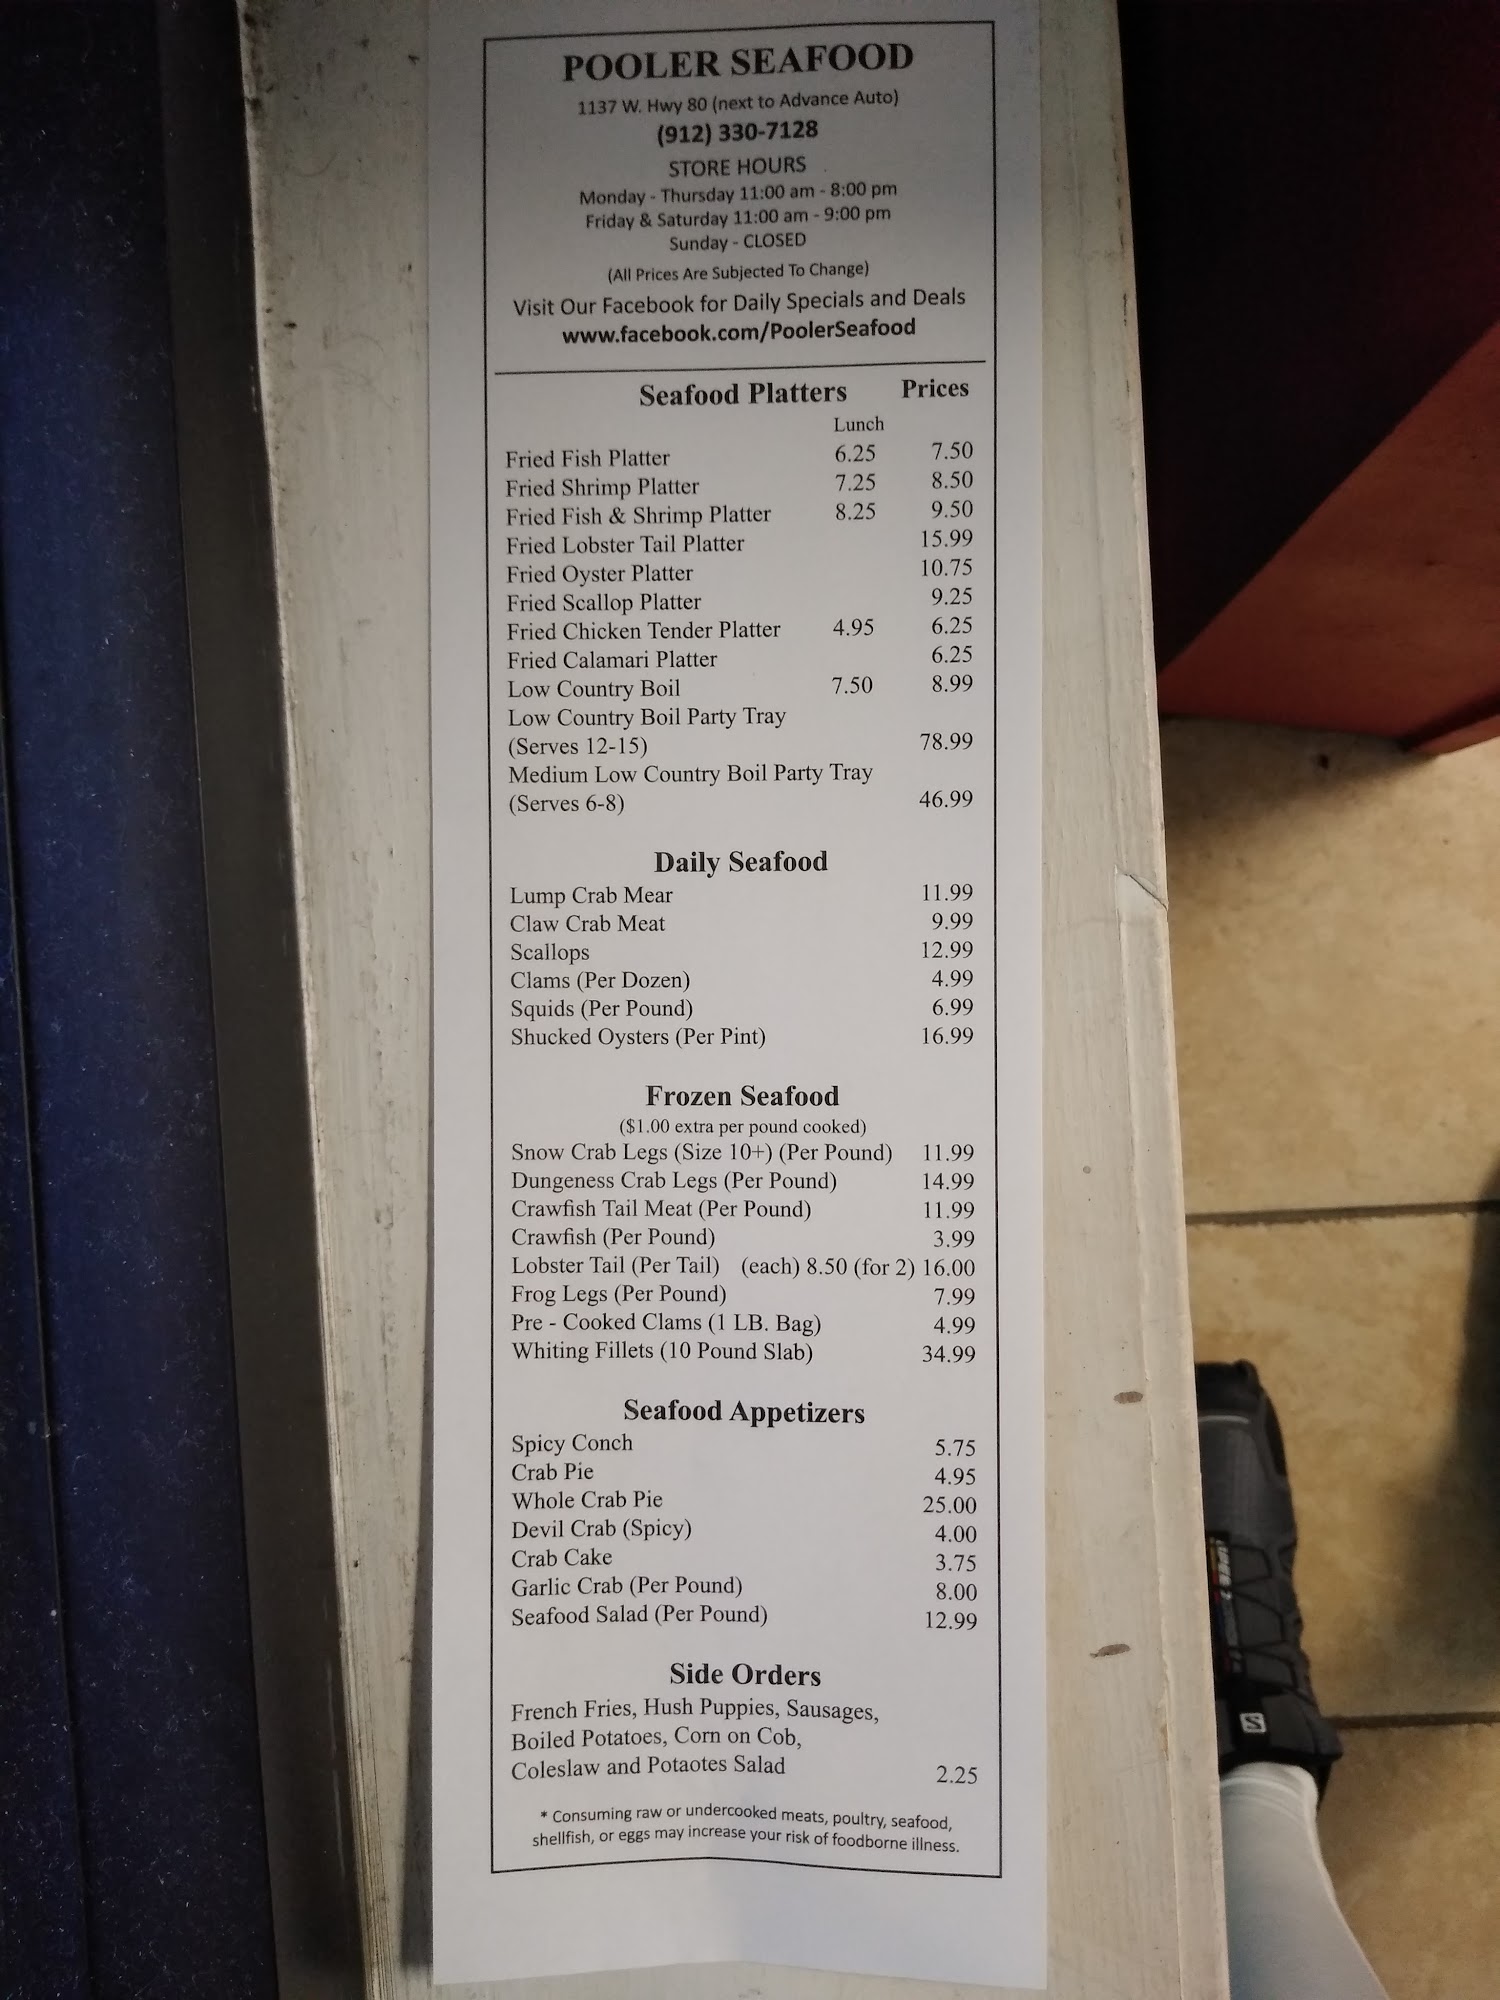 POOLER SEAFOOD
1137 W. Hwy 80 (next to Advance Auto)
(912) 330-7128
STORE HOURS
Monday - Thursday 11:00 am - 8:00 pm
Friday & Saturday 11:00 am - 9:00 pm
Sunday - CLOSED
(All Prices Are Subjected To Change)
Visit Our Facebook for Daily Specials and Deals
www.facebook.com/PoolerSeafood
Seafood Platters Prices
Lunch
Fried Fish Platter 6.25 7.50
Fried Shrimp Platter 7.25 8.50
Fried Fish & Shrimp Platter 8.25 9.50
Fried Lobster Tail Platter 15.99
Fried Oyster Platter 10.75
Fried Scallop Platter 9.25
Fried Chicken Tender Platter 4.95 6.25
Fried Calamari Platter 6.25
Low Country Boil 7.50 8.99
Low Country Boil Party Tray
(Serves 12-15) 78.99
Medium Low Country Boil Party Tray
(Serves 6-8) 46.99
Daily Seafood
Lump Crab Mear 11.99
Claw Crab Meat 9.99
Scallops 12.99
Clams (Per Dozen) 4.99
Squids (Per Pound) 6.99
Shucked Oysters (Per Pint) 16.99
Frozen Seafood
($1.00 extra per pound cooked)
Snow Crab Legs (Size 10+) (Per Pound) 11.99
Dungeness Crab Legs (Per Pound) 14.99
Crawfish Tail Meat (Per Pound) 11.99
Crawfish (Per Pound) 3.99
Lobster Tail (Per Tail) (each) 8.50 (for 2) 16.00
Frog Legs (Per Pound) 7.99
Pre - Cooked Clams (1 LB. Bag) 4.99
Whiting Fillets (10 Pound Slab) 34.99
Seafood Appetizers
Spicy Conch 5.75
Crab Pie 4.95
Whole Crab Pie 25.00
Devil Crab (Spicy) 4.00
Crab Cake 3.75
Garlic Crab (Per Pound) 8.00
Seafood Salad (Per Pound) 12.99
Side Orders
French Fries, Hush Puppies, Sausages,
Boiled Potatoes, Corn on Cob,
Coleslaw and Potaotes Salad 2.25
* Consuming raw or undercooked meats, poultry, seafood,
shellfish, or eggs may increase your risk of foodborne illness.